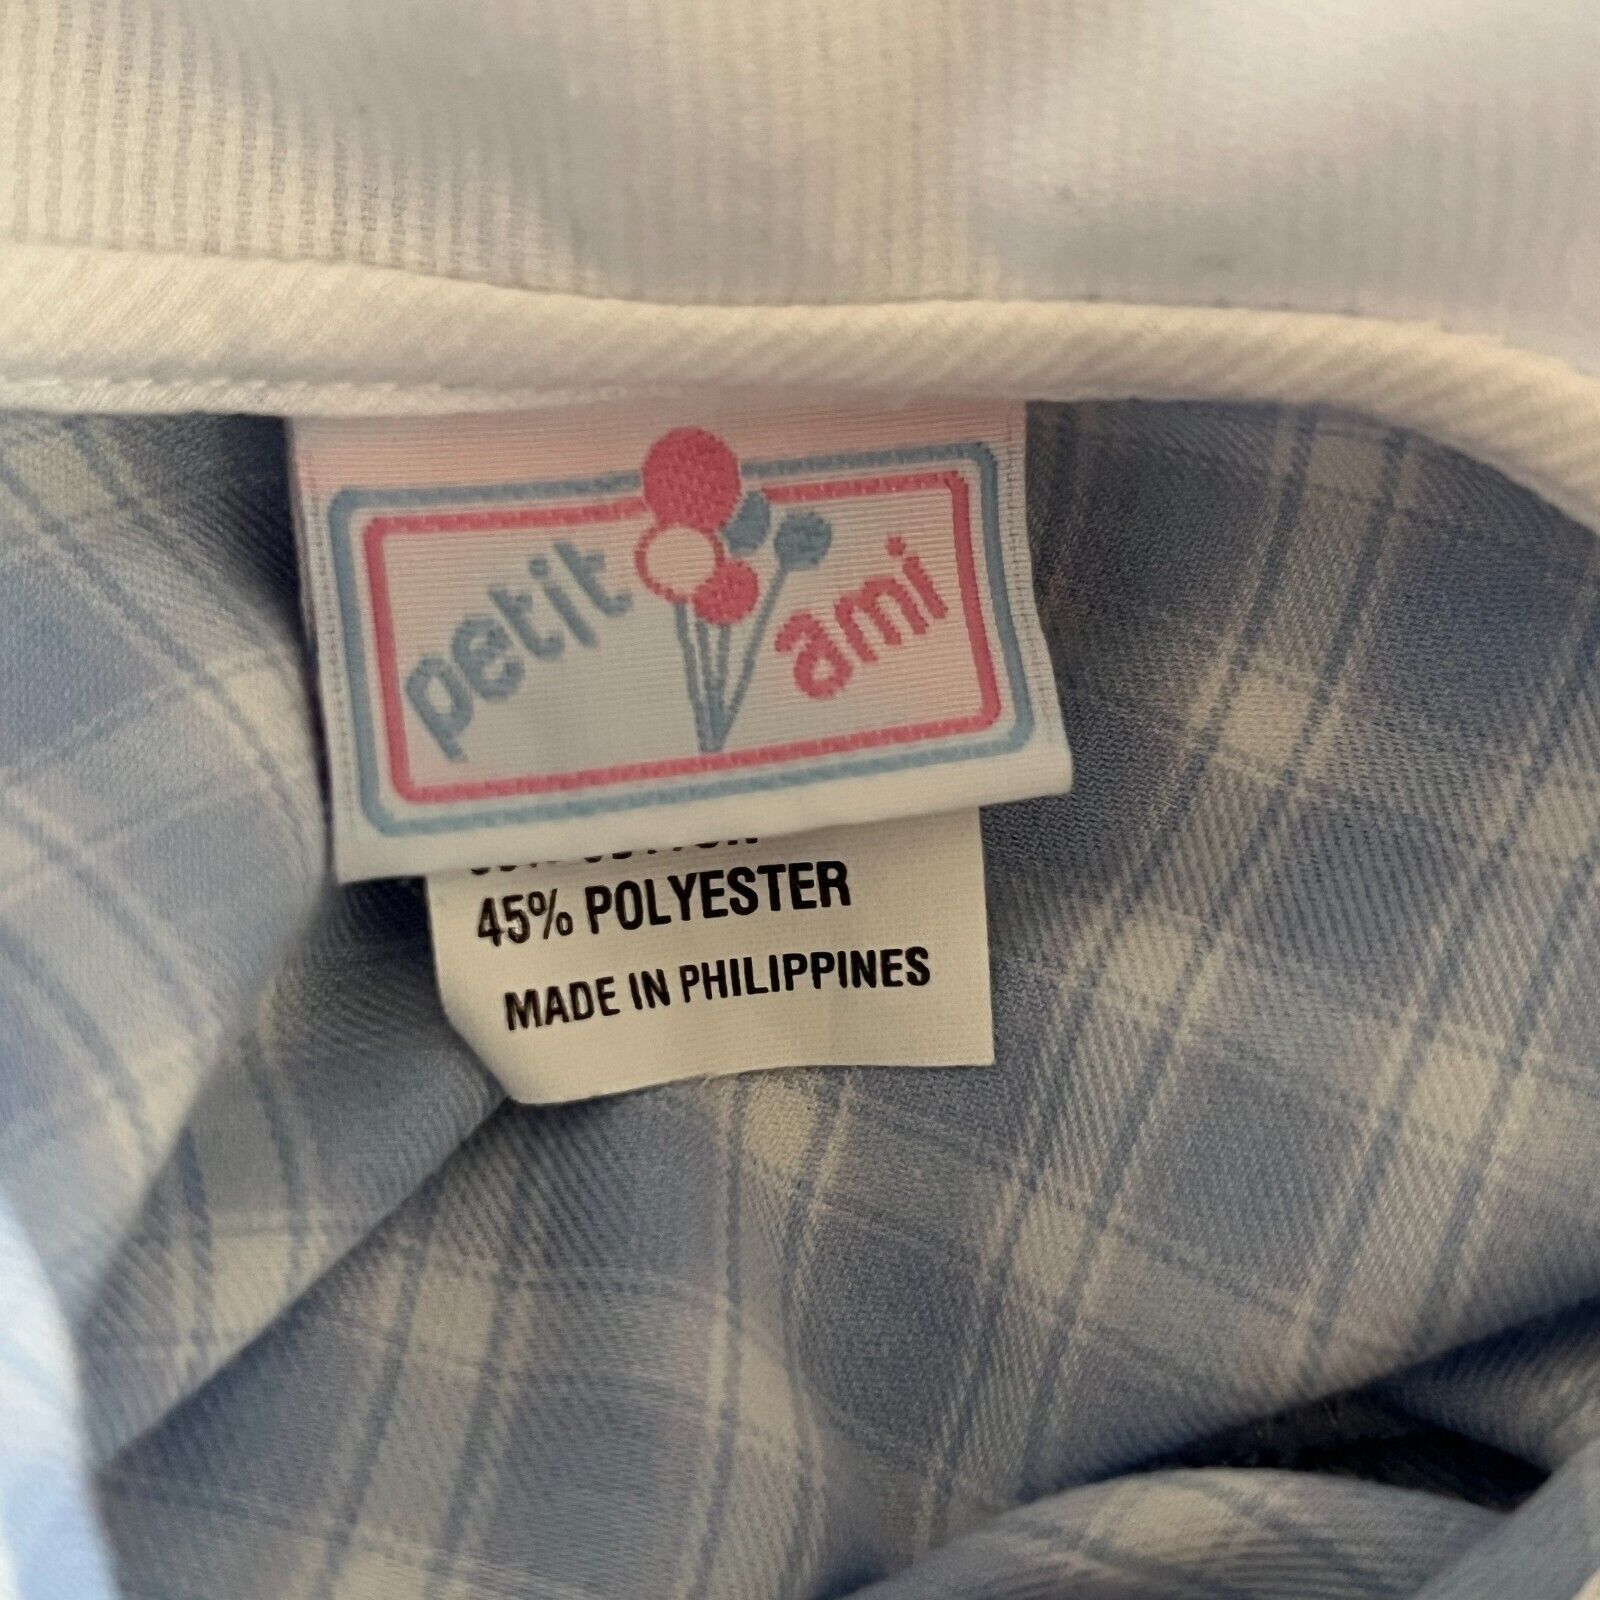 petit ami
45% POLYESTER
MADE IN PHILIPPINES